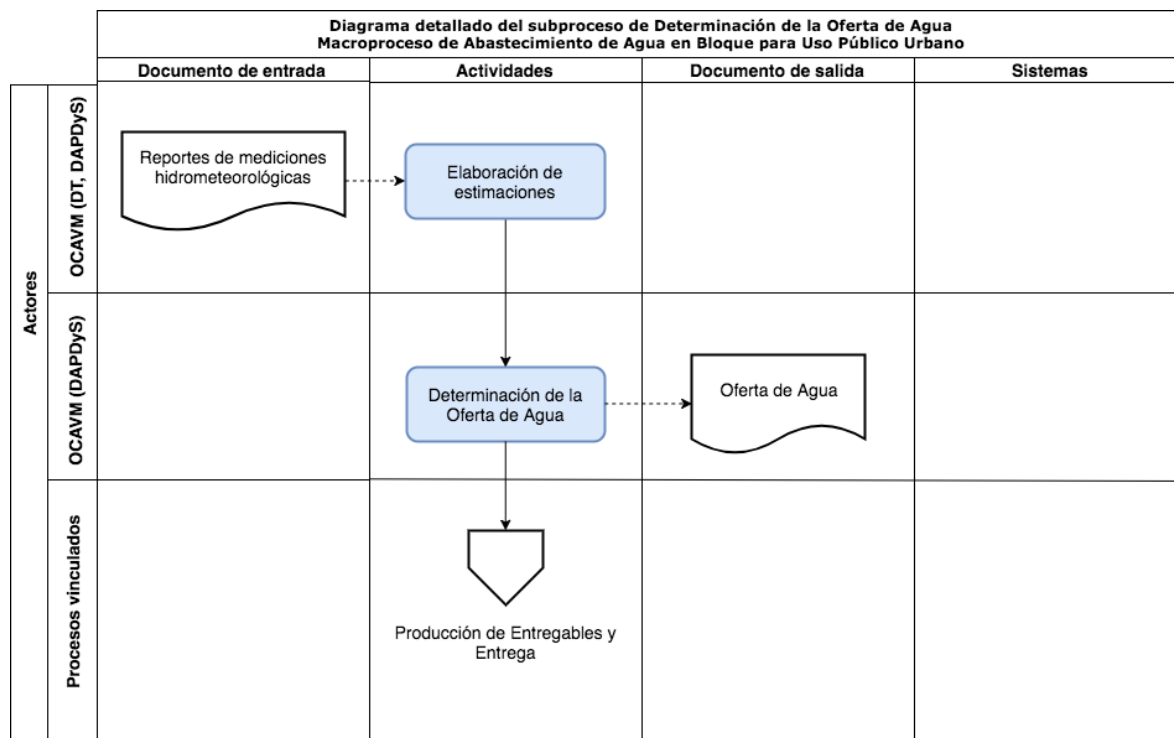 Diagrama detallado del subproceso de Determinación de la Oferta de Agua
Macroproceso de Abastecimiento de Agua en Bloque para Uso Público Urbano
Documento de entrada
Actividades
Documento de salida
Sistemas
Actores
OCAVM (DT, DAPDyS)
Reportes de mediciones
hidrometeorológicas
Elaboración de
estimaciones
OCAVM (DAPDyS)
Determinación de la
Oferta de Agua
Oferta de Agua
Procesos vinculados
Producción de Entregables y
Entrega